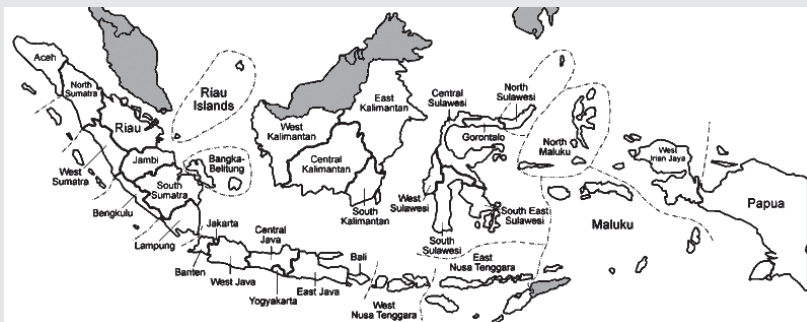 Aceh
North
Sumatra
Riau
Islands
Riau
West
Sumatra
Jambi
Bangka-
Belitung
South
Sumatra
Bengkulu
Lampung
Jakarta
Banten
West Java
Central
Java
Yogyakarta
East Java
Bali
West
Nusa Tenggara
East
Nusa Tenggara
West
Kalimantan
Central
Kalimantan
East
Kalimantan
South
Kalimantan
Central
Sulawesi
North
Sulawesi
Gorontalo
West
Sulawesi
South
Sulawesi
South East
Sulawesi
North
Maluku
Maluku
West
Irian Jaya
Papua